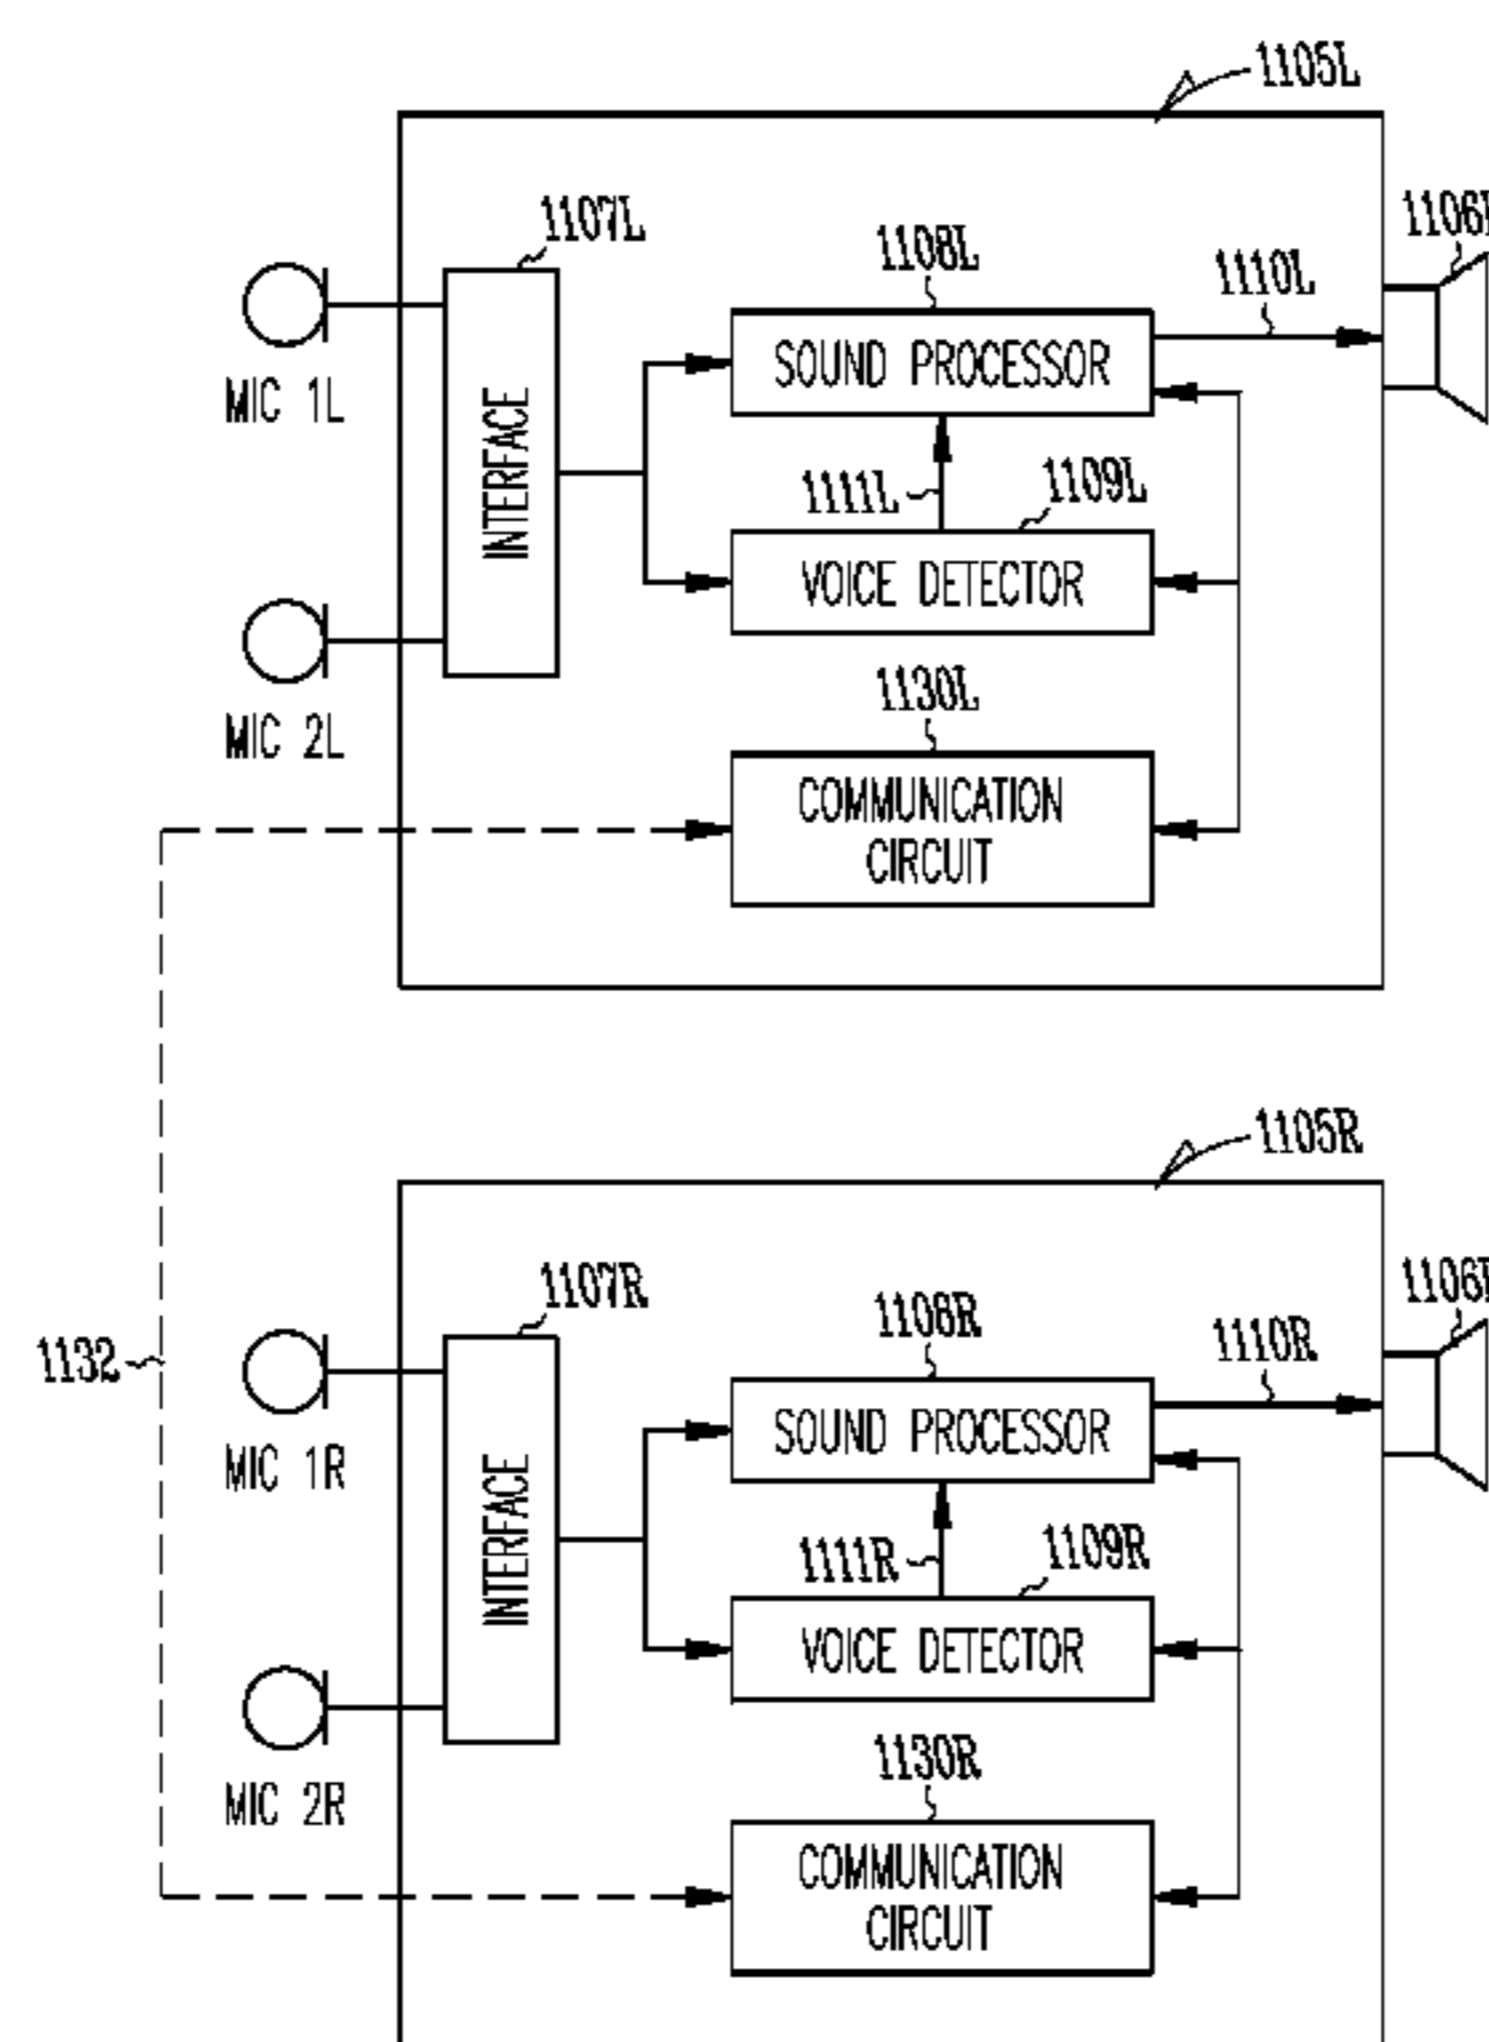 1105L
1107L
1108L
1110L
1106
MIC 1L
INTERFACE
SOUND PROCESSOR
1111L
1109L
VOICE DETECTOR
MIC 2L
1130L
COMMUNICATION
CIRCUIT
1105R
1107R
1108R
1110R
1106
1132
MIC 1R
INTERFACE
SOUND PROCESSOR
1111R
1109R
VOICE DETECTOR
MIC 2R
1130R
COMMUNICATION
CIRCUIT